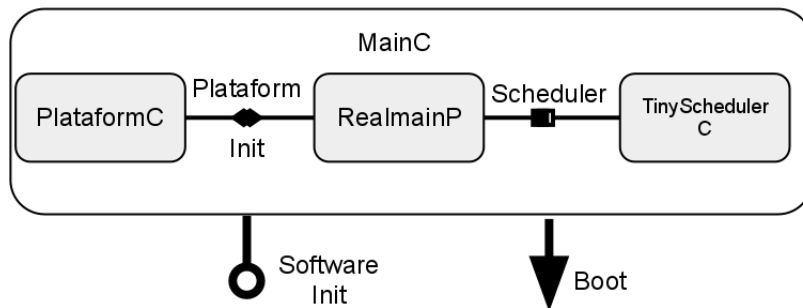 MainC
Plataform
Scheduler
PlataformC
RealmainP
TinyScheduler
C
Init
Software
Init
Boot